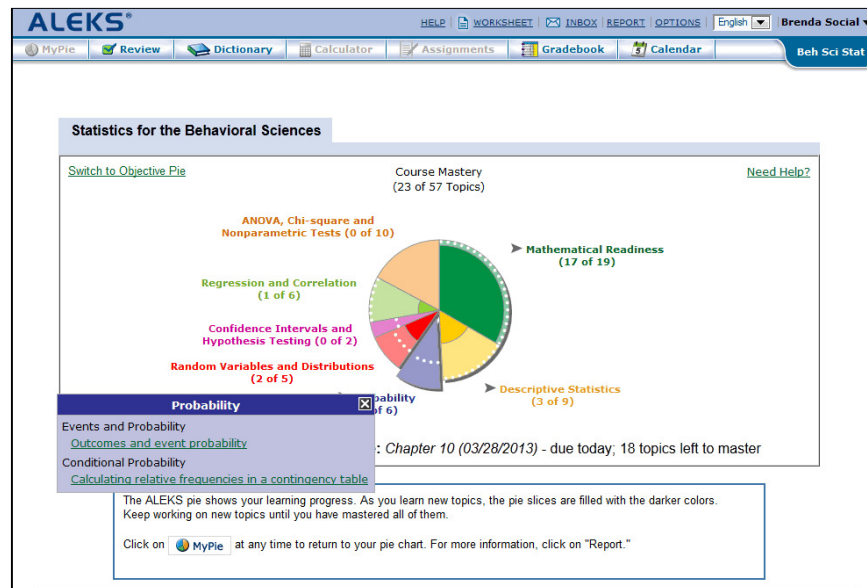 ALEKS®
HELP | WORKSHEET | INBOX | REPORT | OPTIONS | English | Brenda Social
MyPie Review Dictionary Calculator Assignments Gradebook Calendar
Beh Sci Stat
Statistics for the Behavioral Sciences
Switch to Objective Pie
Course Mastery
(23 of 57 Topics)
Need Help?
ANOVA, Chi-square and
Nonparametric Tests (0 of 10)
Mathematical Readiness
(17 of 19)
Regression and Correlation
(1 of 6)
Confidence Intervals and
Hypothesis Testing (0 of 2)
Random Variables and Distributions
(2 of 5)
Descriptive Statistics
(3 of 9)
bability
of 6)
Probability
Events and Probability
Outcomes and event probability
Conditional Probability
Calculating relative frequencies in a contingency table
: Chapter 10 (03/28/2013) - due today; 18 topics left to master
The ALEKS pie shows your learning progress. As you learn new topics, the pie slices are filled with the darker colors.
Keep working on new topics until you have mastered all of them.
Click on MyPie at any time to return to your pie chart. For more information, click on "Report."